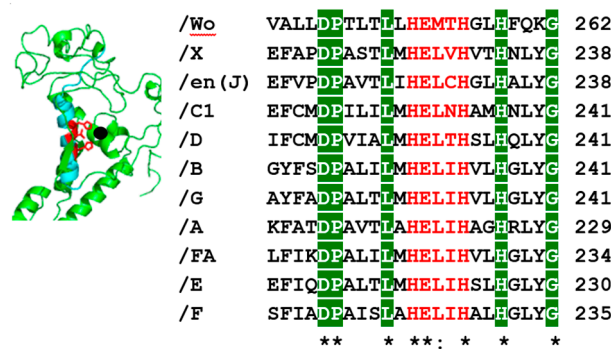 /Wo VALLDPTLTLLHEMTHGLHFQKG 262
/X EFAPDPASTLMHELVHVTHNLYG 238
/en(J) EFVPDPAVTLIHELCHGLHALYG 238
/C1 EFCMDPILILMHELNHAMHNLYG 241
/D IFCMDPVIALMHELTHSLHQLYG 241
/B GYFSDPALILMHELIHVLHGLYG 241
/G AYFADPALTLMHELIHVLHGLYG 241
/A KFATDPAVTLAHELIHAGHRLYG 229
/FA LFIKDPALILMHELIHVLHGLYG 234
/E EFIQDPALTLMHELIHSLHGLYG 230
/F SFIADPAISLAHELIHALHGLYG 235
** * **: * * *